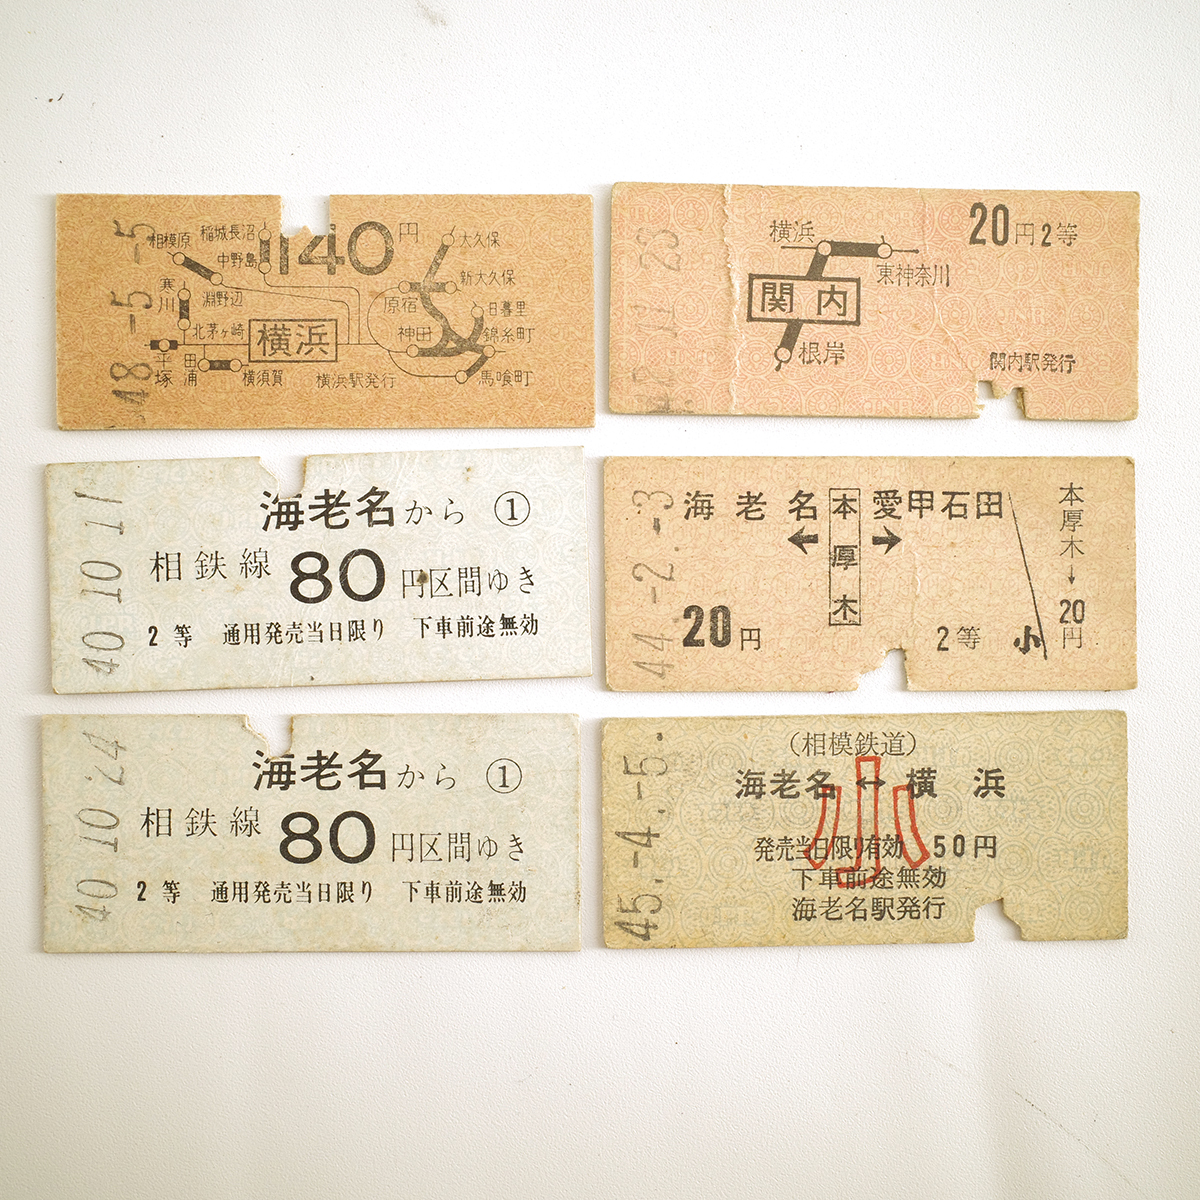 48.-5.-5
140円
相模原
稲城長沼
中野島
大久保
寒川
淵野辺
原宿
新大久保
日暮里
北茅ヶ崎
横浜
神田
錦糸町
平塚
田浦
横須賀
横浜駅発行
馬喰町
横浜
20円2等
東神奈川
関内
根岸
関内駅発行
40 10 11
海老名から ①
相鉄線 80円区間ゆき
2等 通用発売当日限り 下車前途無効
44.-2.-3
海老名 本厚木 愛甲石田
← →
20円 2等 小
本厚木→20円
40 10 24
海老名から ①
相鉄線 80円区間ゆき
2等 通用発売当日限り 下車前途無効
45.-4.-5.
(相模鉄道)
海老名↔横浜
小
発売当日限り有効 50円
下車前途無効
海老名駅発行